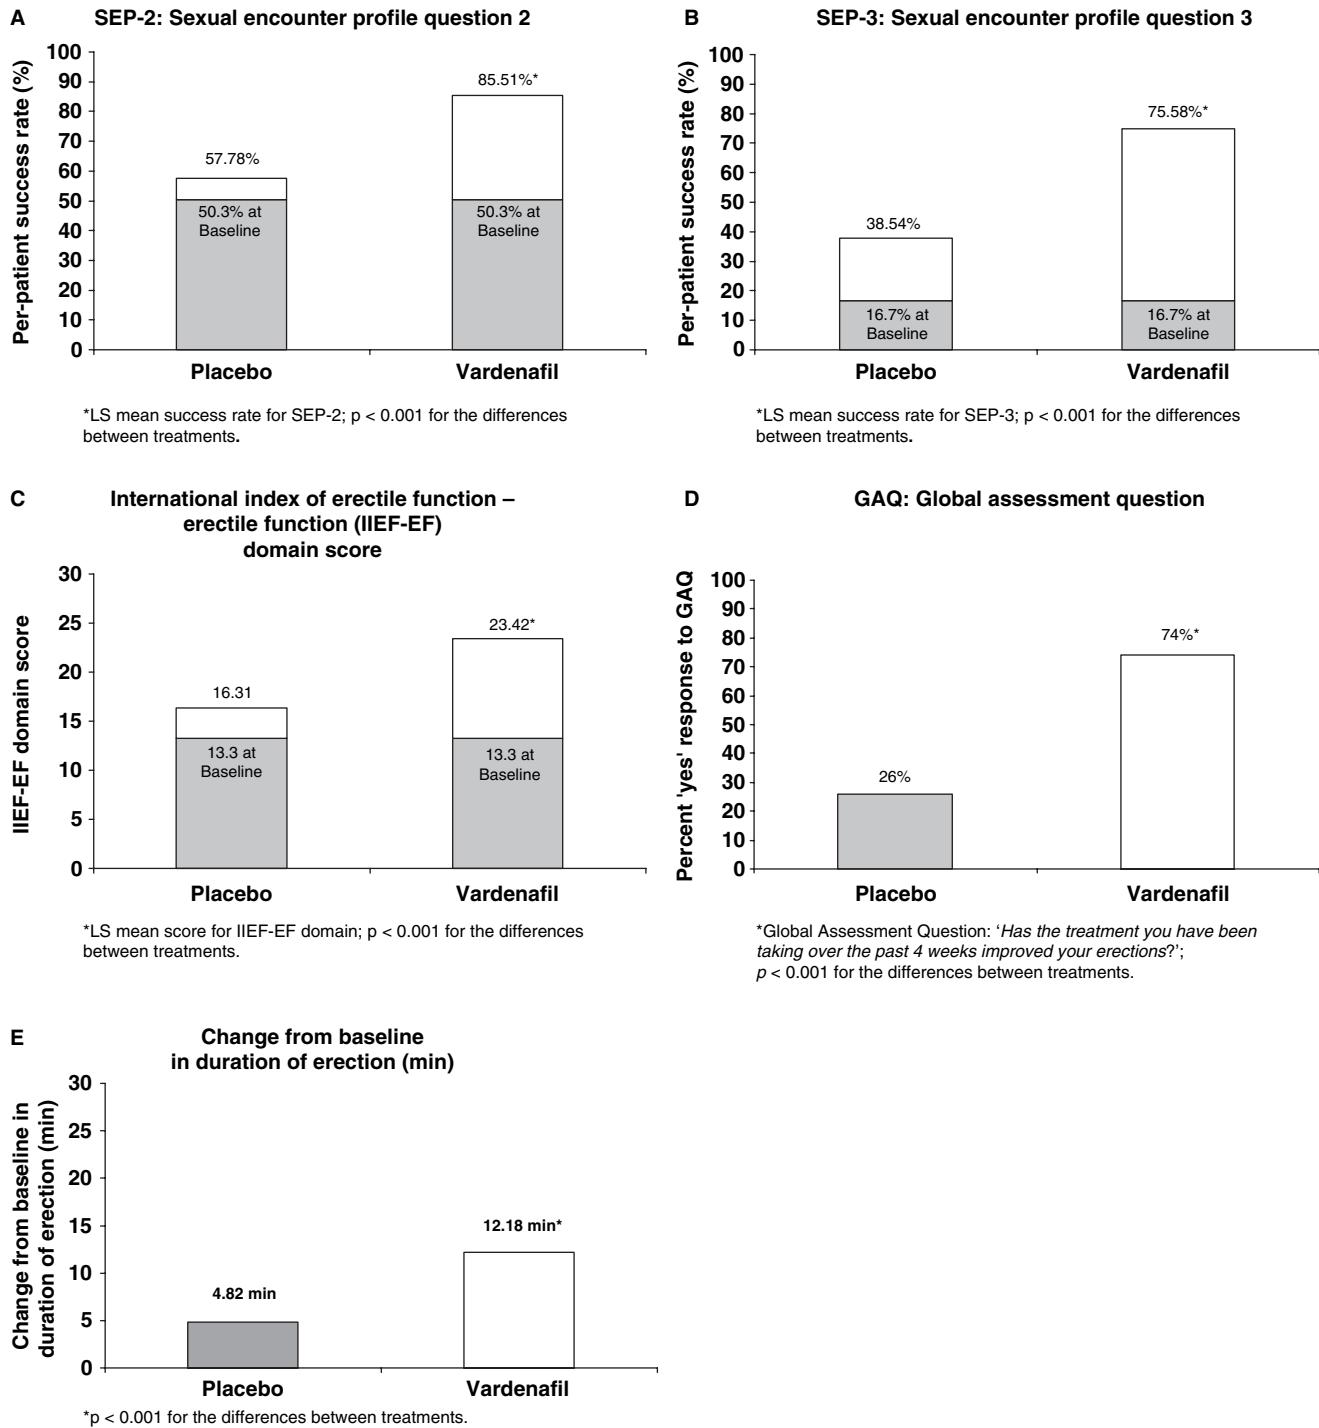 A
SEP-2: Sexual encounter profile question 2
Per-patient success rate (%)
100
90
80
70
60
50
40
30
20
10
0
57.78%
50.3% at
Baseline
85.51%*
50.3% at
Baseline
Placebo
Vardenafil
*LS mean success rate for SEP-2; p < 0.001 for the differences
between treatments.
B
SEP-3: Sexual encounter profile question 3
Per-patient success rate (%)
100
90
80
70
60
50
40
30
20
10
0
38.54%
16.7% at
Baseline
75.58%*
16.7% at
Baseline
Placebo
Vardenafil
*LS mean success rate for SEP-3; p < 0.001 for the differences
between treatments.
C
International index of erectile function –
erectile function (IIEF-EF)
domain score
IIEF-EF domain score
30
25
20
15
10
5
0
16.31
13.3 at
Baseline
23.42*
13.3 at
Baseline
Placebo
Vardenafil
*LS mean score for IIEF-EF domain; p < 0.001 for the differences
between treatments.
D
GAQ: Global assessment question
Percent 'yes' response to GAQ
100
90
80
70
60
50
40
30
20
10
0
26%
74%*
Placebo
Vardenafil
*Global Assessment Question: ‘Has the treatment you have been
taking over the past 4 weeks improved your erections?’;
p < 0.001 for the differences between treatments.
E
Change from baseline
in duration of erection (min)
Change from baseline in
duration of erection (min)
30
25
20
15
10
5
0
4.82 min
12.18 min*
Placebo
Vardenafil
*p < 0.001 for the differences between treatments.